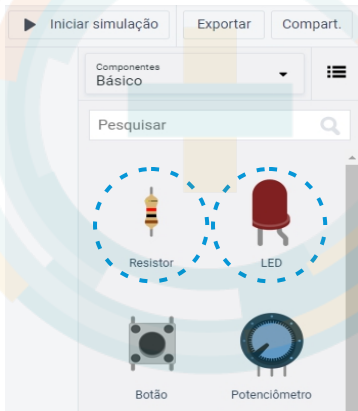 Iniciar simulação Exportar Compart.
Componentes
Básico
Pesquisar
Resistor LED
Botão Potenciômetro